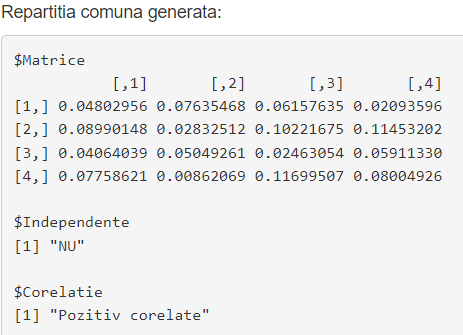 Repartitia comuna generata:
$Matrice
[,1] [,2] [,3] [,4]
[1,] 0.04802956 0.07635468 0.06157635 0.02093596
[2,] 0.08990148 0.02832512 0.10221675 0.11453202
[3,] 0.04064039 0.05049261 0.02463054 0.05911330
[4,] 0.07758621 0.00862069 0.11699507 0.08004926
$Independente
[1] "NU"
$Corelatie
[1] "Pozitiv corelate"